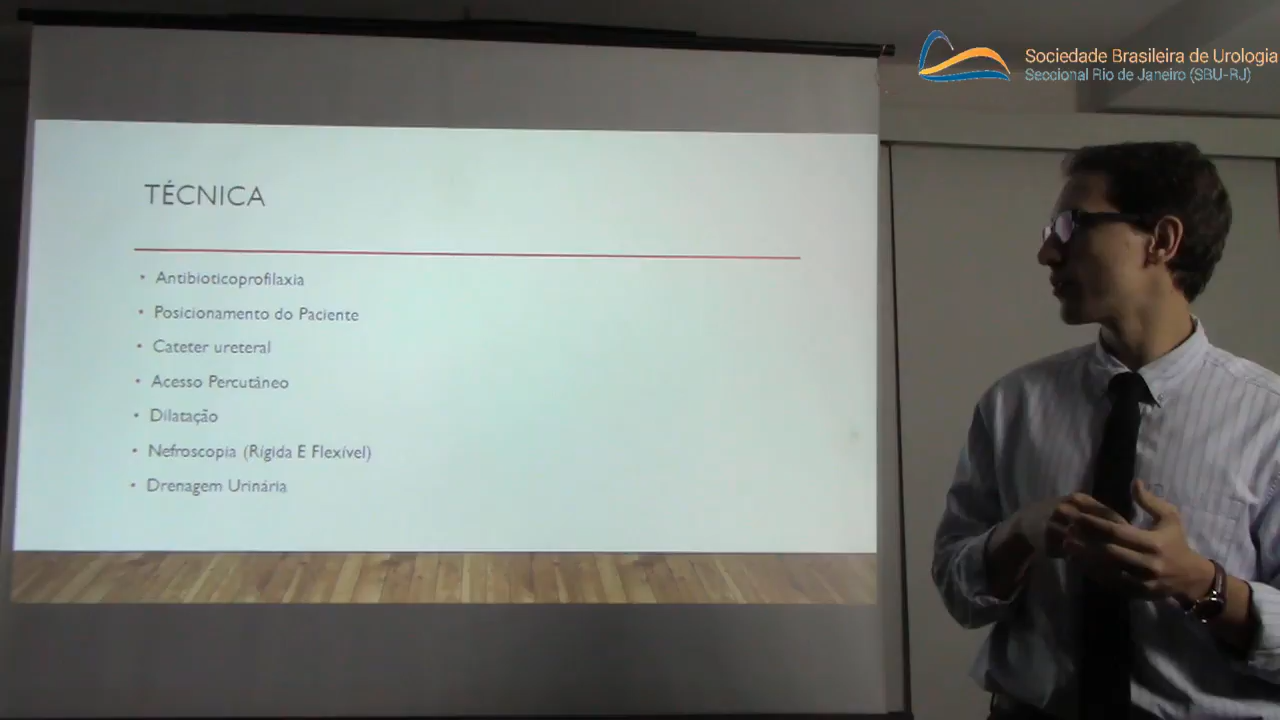 Sociedade Brasileira de Urologia
Seccional Rio de Janeiro (SBU-RJ)
TÉCNICA
• Antibioticoprofilaxia
• Posicionamento do Paciente
• Cateter ureteral
• Acesso Percutâneo
• Dilatação
• Nefroscopia (Rígida E Flexível)
• Drenagem Urinária